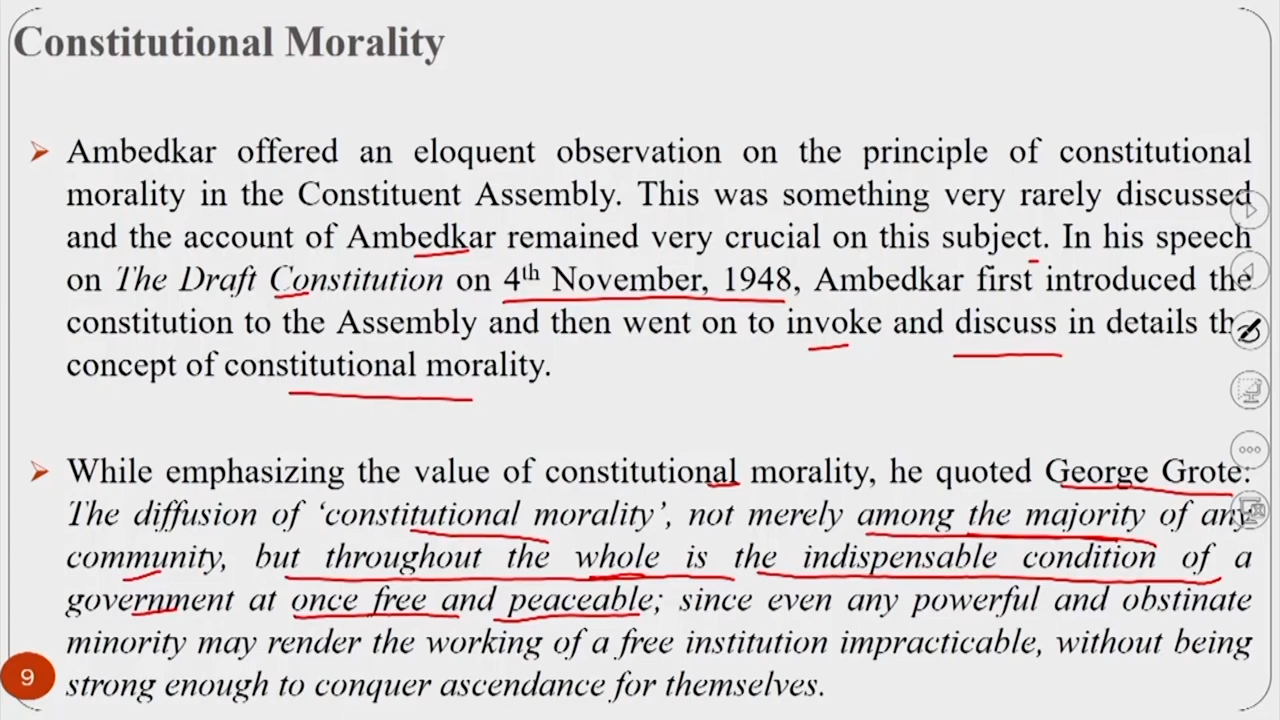 Constitutional Morality
Ambedkar offered an eloquent observation on the principle of constitutional
morality in the Constituent Assembly. This was something very rarely discussed
and the account of Ambedkar remained very crucial on this subject. In his speech
on The Draft Constitution on 4th November, 1948, Ambedkar first introduced the
constitution to the Assembly and then went on to invoke and discuss in details the
concept of constitutional morality.
While emphasizing the value of constitutional morality, he quoted George Grote:
The diffusion of ‘constitutional morality’, not merely among the majority of any
community, but throughout the whole is the indispensable condition of a
government at once free and peaceable; since even any powerful and obstinate
minority may render the working of a free institution impracticable, without being
strong enough to conquer ascendance for themselves.
9